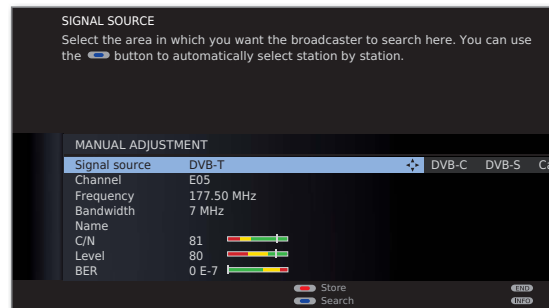 SIGNAL SOURCE
Select the area in which you want the broadcaster to search here. You can use
the button to automatically select station by station.
MANUAL ADJUSTMENT
Signal source DVB-T DVB-C DVB-S Ca
Channel E05
Frequency 177.50 MHz
Bandwidth 7 MHz
Name
C/N 81
Level 80
BER 0 E-7
Store END
Search INFO